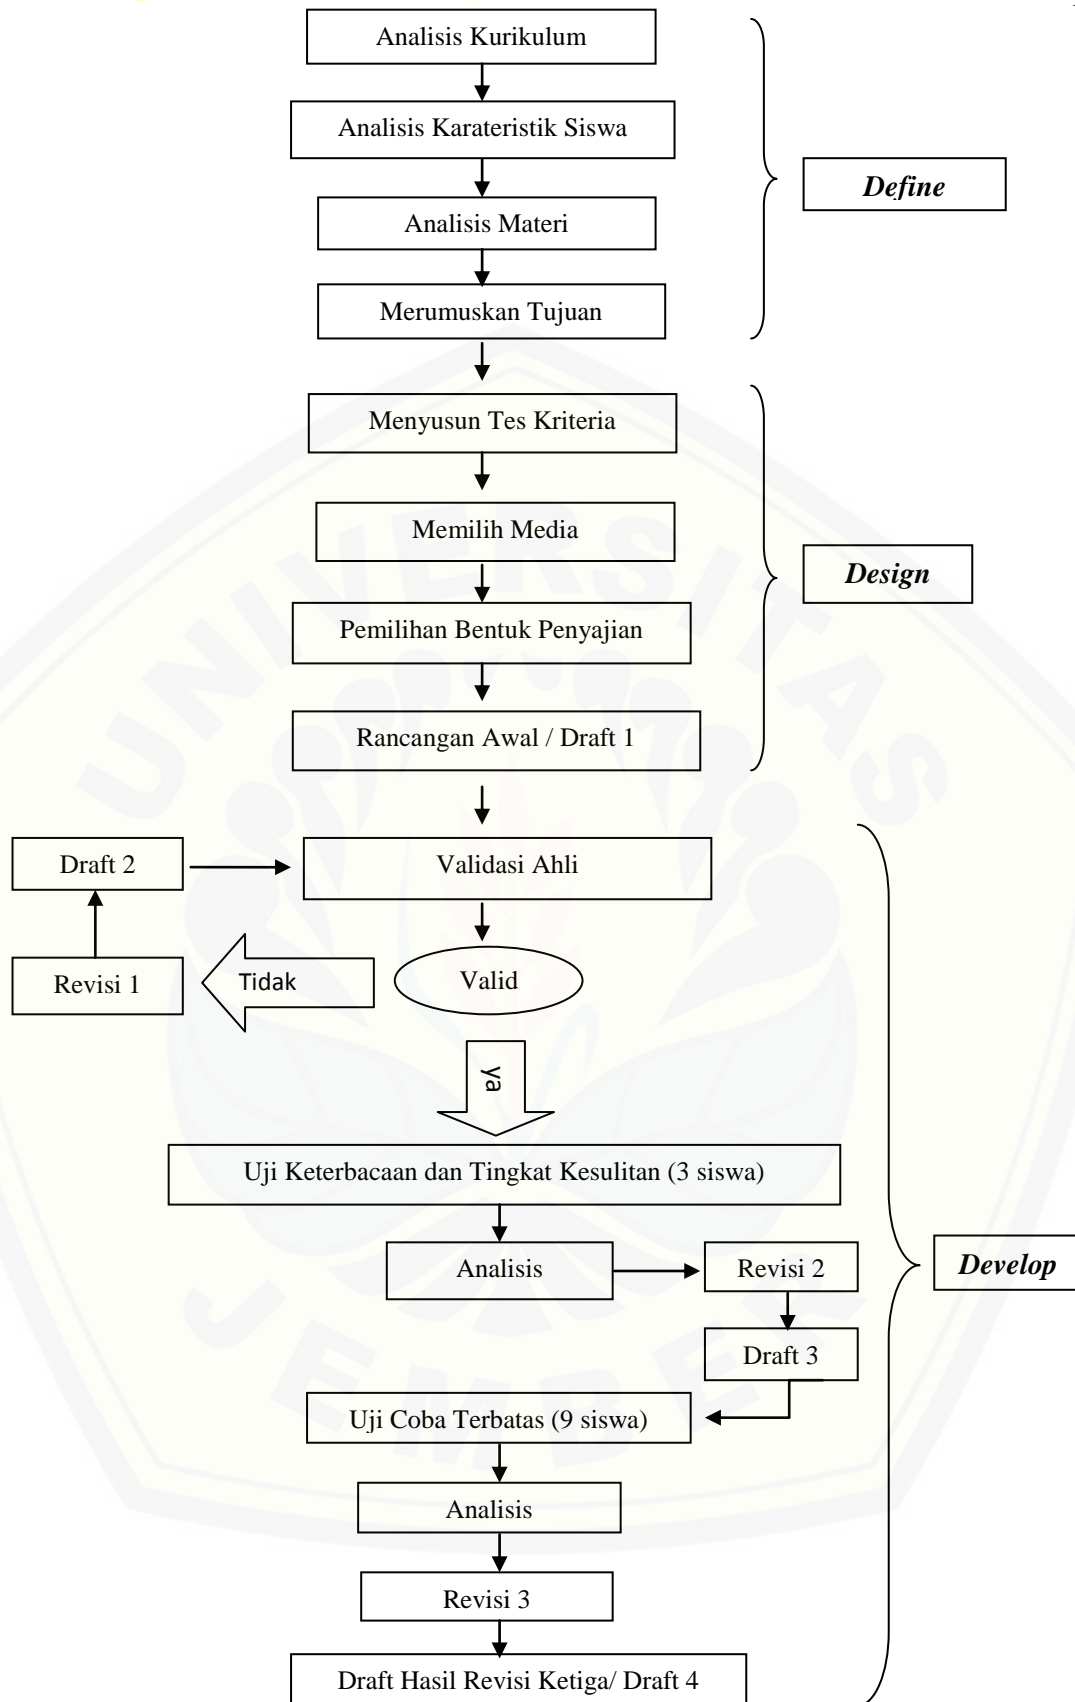 Analisis Kurikulum
Analisis Karateristik Siswa
Define
Analisis Materi
Merumuskan Tujuan
Menyusun Tes Kriteria
Memilih Media
Design
Pemilihan Bentuk Penyajian
Rancangan Awal / Draft 1
Draft 2
Validasi Ahli
Revisi 1
Tidak
Valid
ya
Uji Keterbacaan dan Tingkat Kesulitan (3 siswa)
Analisis
Revisi 2
Develop
Draft 3
Uji Coba Terbatas (9 siswa)
Analisis
Revisi 3
Draft Hasil Revisi Ketiga/ Draft 4
UNIVERSITAS
JEMBER